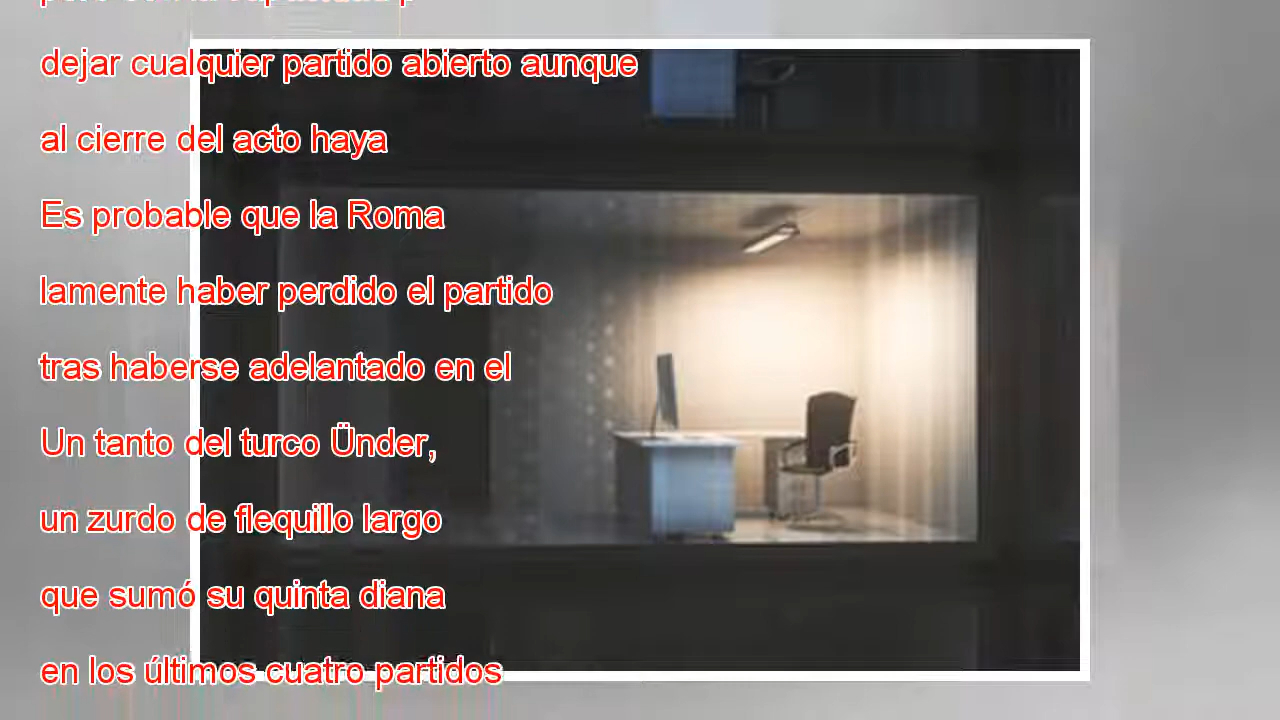 dejar cualquier partido abierto aunque
al cierre del acto haya
Es probable que la Roma
lamente haber perdido el partido
tras haberse adelantado en el
Un tanto del turco Ünder,
un zurdo de flequillo largo
que sumó su quinta diana
en los últimos cuatro partidos